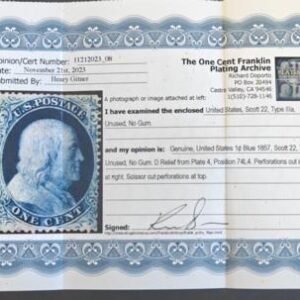 Opinion/Cert Number: 11212023_08
Date: November 21st, 2023
Submitted By: Henry Gitner
The One Cent Franklin
Plating Archive
Richard Doporto
PO Box 20494
Castro Valley, CA 94546
1(510)-728-1146
A photograph or image attached at left:
I have examined the enclosed United States, Scott 22, Type IIIa,
Unused, No Gum.
and my opinion is: Genuine, United States 1¢ Blue 1857, Scott 22,
Unused, No Gum. D Relief from Plate 4, Position 74L4. Perforations cut
at right, Scissor cut perforations at top.
Signed:
U.S. POSTAGE
ONE CENT